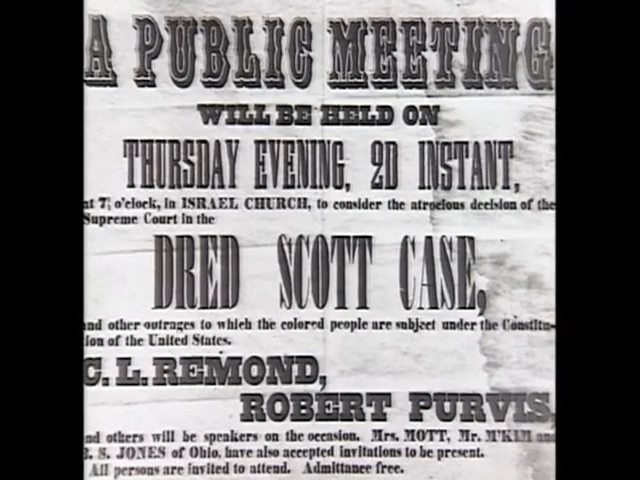 A PUBLIC MEETING
WILL BE HELD ON
THURSDAY EVENING, 2D INSTANT,
at 7½ o'clock, in ISRAEL CHURCH, to consider the atrocious decision of the
Supreme Court in the
DRED SCOTT CASE,
and other outrages to which the colored people are subject under the Constitu-
ion of the United States.
C. L. REMOND,
ROBERT PURVIS,
nd others will be speakers on the occasion. Mrs. MOTT, Mr. M'KIM and
B. S. JONES of Ohio, have also accepted invitations to be present.
All persons are invited to attend. Admittance free.